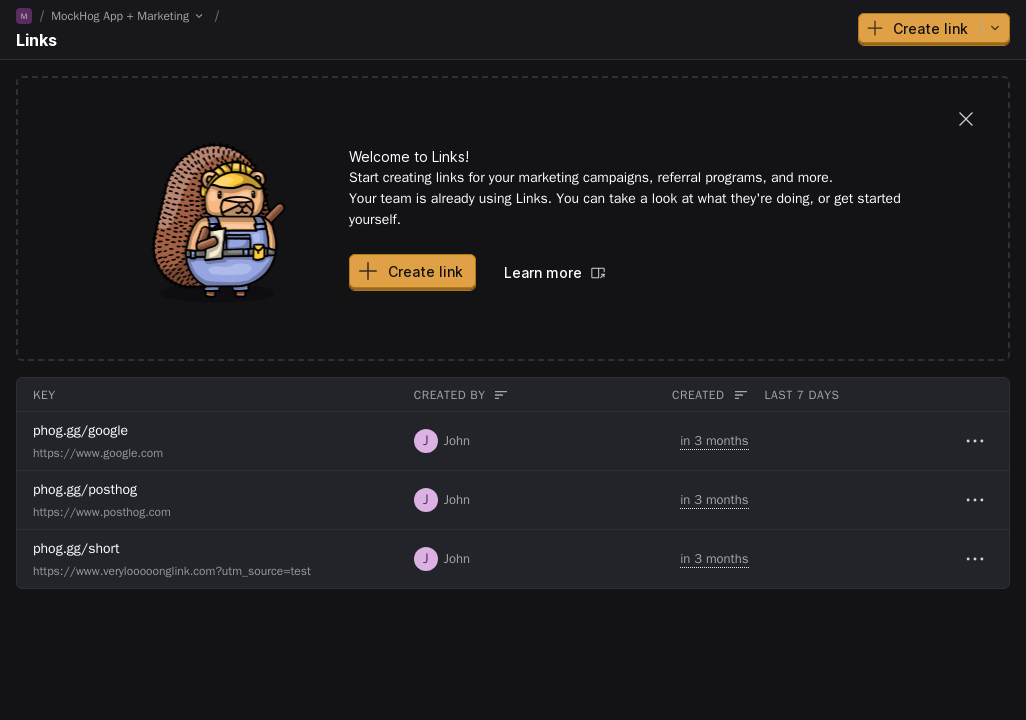 M / MockHog App + Marketing /
Links
Create link
Welcome to Links!
Start creating links for your marketing campaigns, referral programs, and more.
Your team is already using Links. You can take a look at what they're doing, or get started
yourself.
Create link
Learn more
KEY CREATED BY CREATED LAST 7 DAYS
phog.gg/google
https://www.google.com
J John in 3 months
phog.gg/posthog
https://www.posthog.com
J John in 3 months
phog.gg/short
https://www.verylooooonglink.com?utm_source=test
J John in 3 months